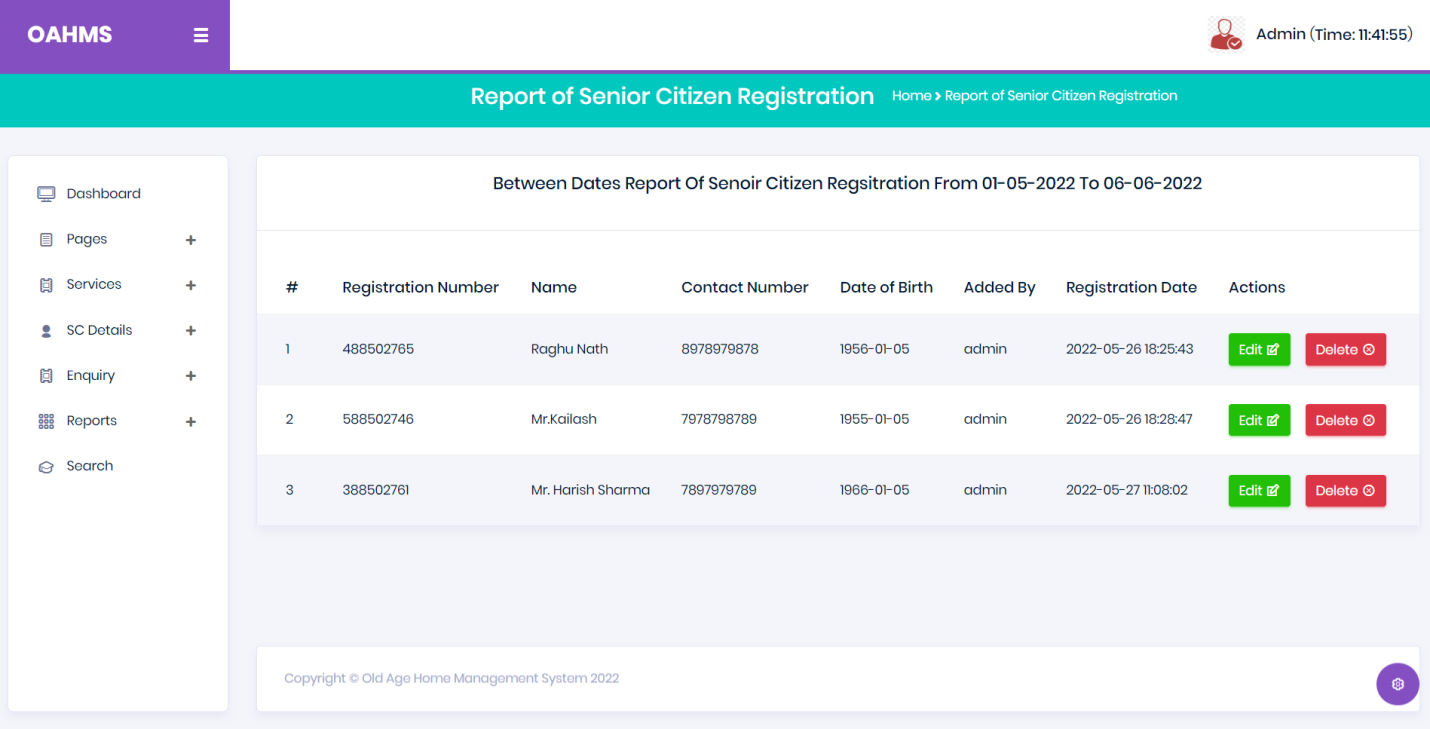 OAHMS
Admin (Time: 11:41:55)
Report of Senior Citizen Registration Home > Report of Senior Citizen Registration
Dashboard
Pages +
Services +
SC Details +
Enquiry +
Reports +
Search
Between Dates Report Of Senoir Citizen Regsitration From 01-05-2022 To 06-06-2022
# Registration Number Name Contact Number Date of Birth Added By Registration Date Actions
1 488502765 Raghu Nath 8978979878 1956-01-05 admin 2022-05-26 18:25:43 Edit Delete
2 588502746 Mr.Kailash 7978798789 1955-01-05 admin 2022-05-26 18:28:47 Edit Delete
3 388502761 Mr. Harish Sharma 7897979789 1966-01-05 admin 2022-05-27 11:08:02 Edit Delete
Copyright © Old Age Home Management System 2022